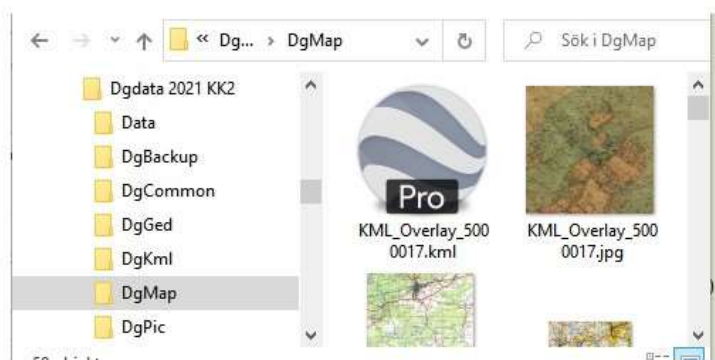 « Dg... › DgMap
Sök i DgMap
Dgdata 2021 KK2
Data
DgBackup
DgCommon
DgGed
DgKml
DgMap
DgPic
Pro
KML_Overlay_500
0017.kml
KML_Overlay_500
0017.jpg